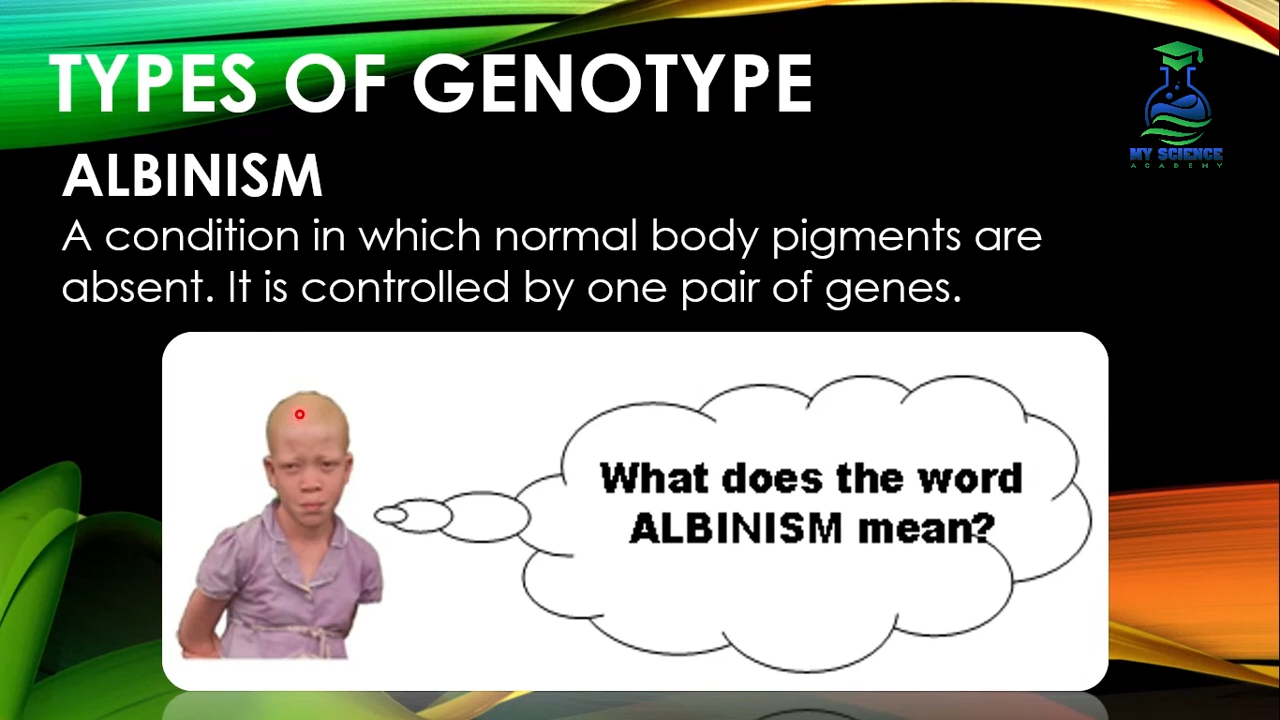 TYPES OF GENOTYPE
MY SCIENCE
ACADEMY
ALBINISM
A condition in which normal body pigments are
absent. It is controlled by one pair of genes.
What does the word
ALBINISM mean?